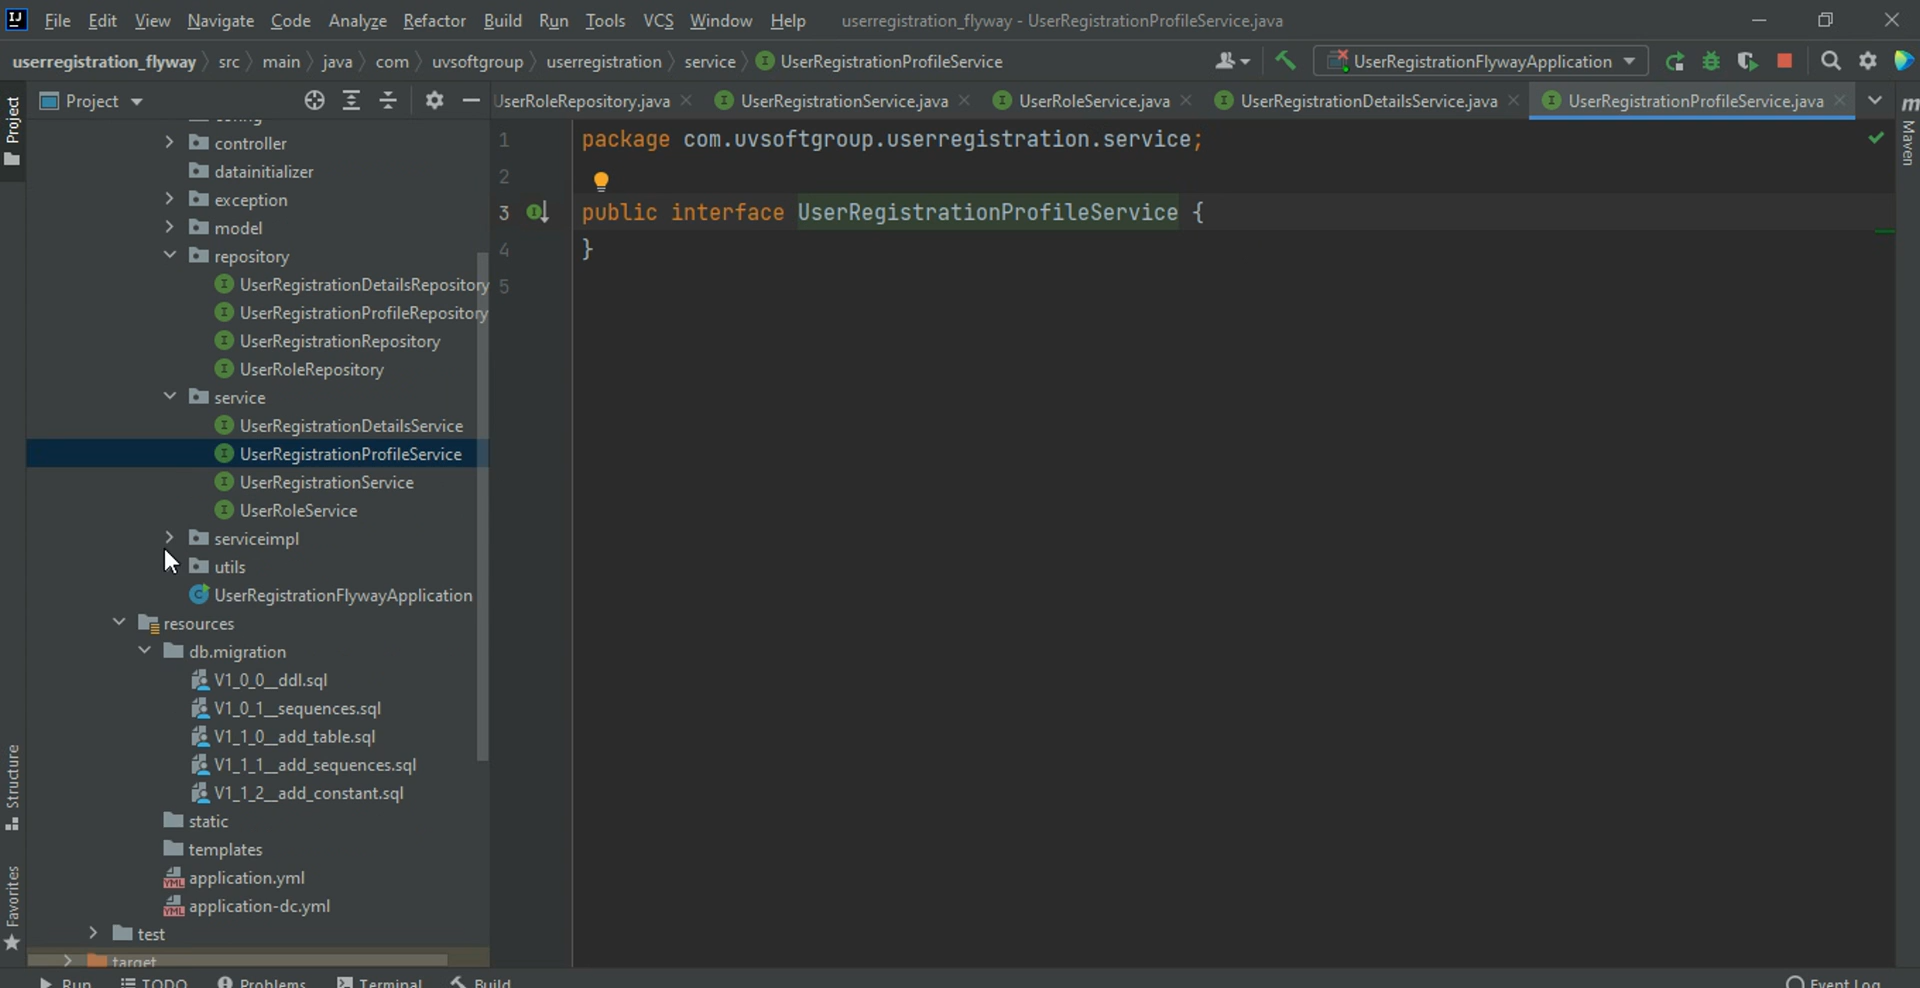 File Edit View Navigate Code Analyze Refactor Build Run Tools VCS Window Help userregistration_flyway - UserRegistrationProfileService.java
userregistration_flyway src main java com uvsoftgroup userregistration service UserRegistrationProfileService UserRegistrationFlywayApplication
Project
UserRoleRepository.java UserRegistrationService.java UserRoleService.java UserRegistrationDetailsService.java UserRegistrationProfileService.java
Project
Maven
config
controller
datainitializer
exception
model
repository
UserRegistrationDetailsRepository
UserRegistrationProfileRepository
UserRegistrationRepository
UserRoleRepository
service
UserRegistrationDetailsService
UserRegistrationProfileService
UserRegistrationService
UserRoleService
serviceimpl
utils
UserRegistrationFlywayApplication
resources
db.migration
V1_0_0__ddl.sql
V1_0_1__sequences.sql
V1_1_0__add_table.sql
V1_1_1__add_sequences.sql
V1_1_2__add_constant.sql
static
templates
application.yml
application-dc.yml
test
target
Structure
Favorites
1 package com.uvsoftgroup.userregistration.service;
2
3 public interface UserRegistrationProfileService {
4 }
5
Run TODO Problems Terminal Build Event Log